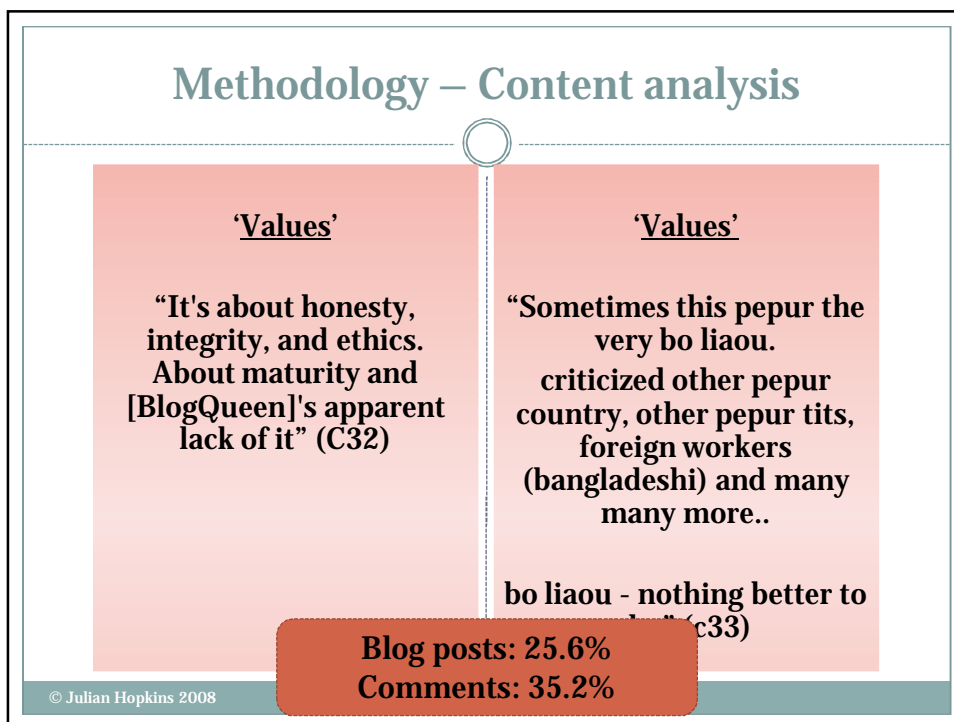 Methodology – Content analysis
‘Values’
“It's about honesty,
integrity, and ethics.
About maturity and
[BlogQueen]'s apparent
lack of it” (C32)
‘Values’
“Sometimes this pepur the
very bo liaou.
criticized other pepur
country, other pepur tits,
foreign workers
(bangladeshi) and many
many more..
bo liaou - nothing better to
(c33)
Blog posts: 25.6%
Comments: 35.2%
© Julian Hopkins 2008